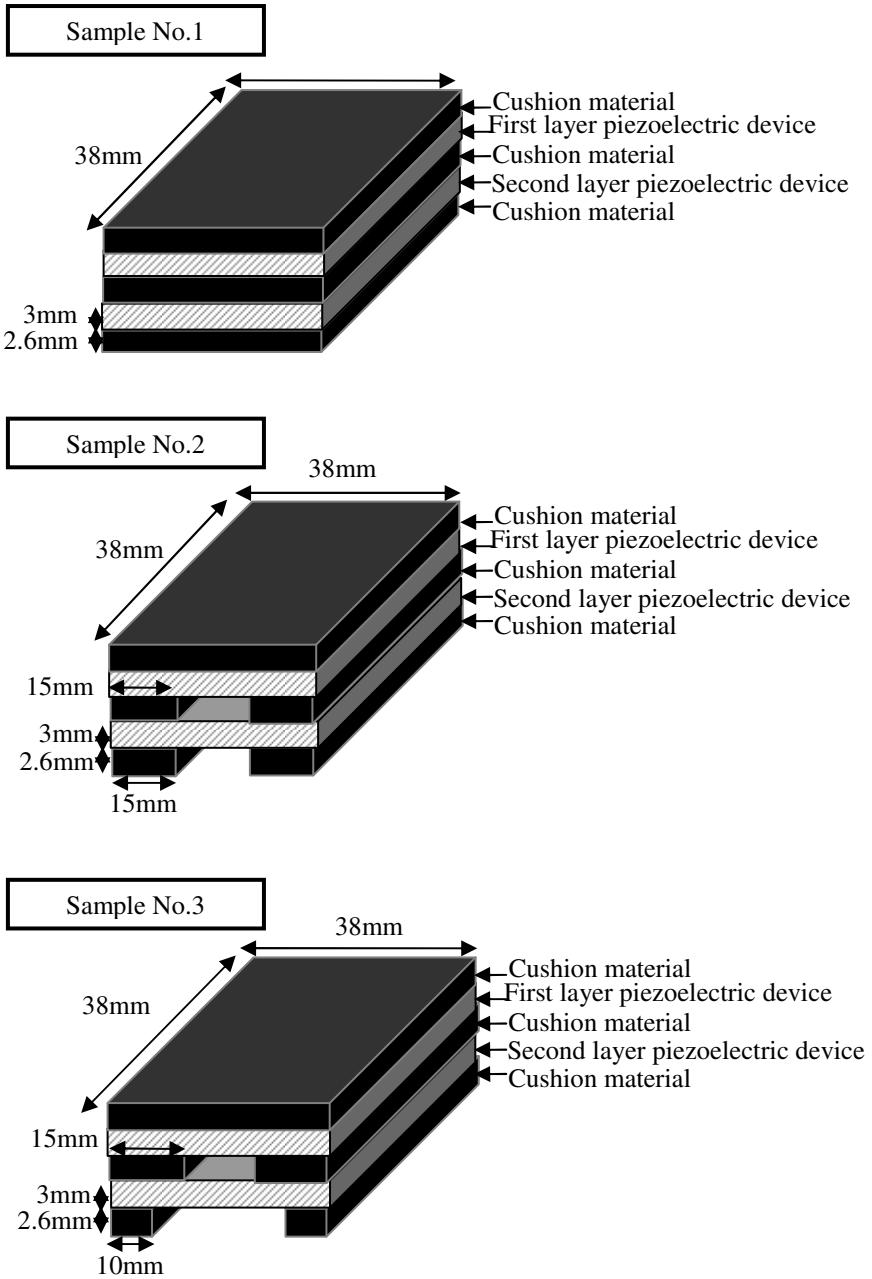 Sample No.1
Cushion material
First layer piezoelectric device
38mm
Cushion material
Second layer piezoelectric device
Cushion material
3mm
2.6mm
Sample No.2
38mm
Cushion material
First layer piezoelectric device
38mm
Cushion material
Second layer piezoelectric device
Cushion material
15mm
3mm
2.6mm
15mm
Sample No.3
38mm
Cushion material
First layer piezoelectric device
38mm
Cushion material
Second layer piezoelectric device
Cushion material
15mm
3mm
2.6mm
10mm